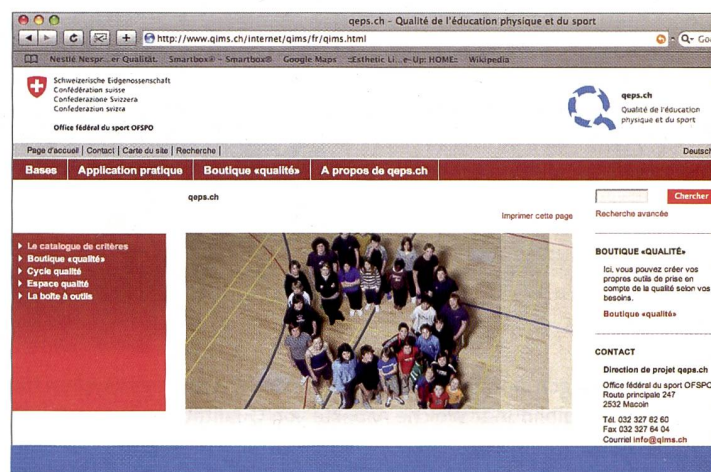 qeps.ch – Qualité de l'éducation physique et du sport
http://www.qims.ch/internet/qims/fr/qims.html
Q- Go
Nestlé Nespr...er Qualität. Smartbox® – Smartbox® Google Maps ::Esthetic Li...e-Up: HOME:: Wikipedia
Schweizerische Eidgenossenschaft
Confédération suisse
Confederazione Svizzera
Confederaziun svizra
Office fédéral du sport OFSPO
qeps.ch
Qualité de l'éducation
physique et du sport
Page d'accueil | Contact | Carte du site | Recherche |
Deutsch
Bases Application pratique Boutique «qualité» A propos de qeps.ch
qeps.ch
Imprimer cette page
Chercher
Recherche avancée
Le catalogue de critères
Boutique «qualité»
Cycle qualité
Espace qualité
La boîte à outils
BOUTIQUE «QUALITÉ»
Ici, vous pouvez créer vos
propres outils de prise en
compte de la qualité selon vos
besoins.
Boutique «qualité»
CONTACT
Direction de projet qeps.ch
Office fédéral du sport OFSPO
Route principale 247
2532 Macolin
Tél. 032 327 62 60
Fax 032 327 64 04
Courriel info@qims.ch